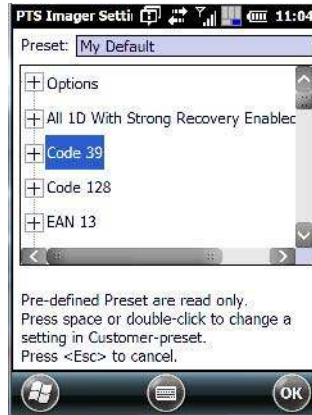 PTS Imager Setti 11:04
Preset: My Default
Options
All 1D With Strong Recovery Enablec
Code 39
Code 128
EAN 13
Pre-defined Preset are read only.
Press space or double-click to change a
setting in Customer-preset.
Press <Esc> to cancel.
OK